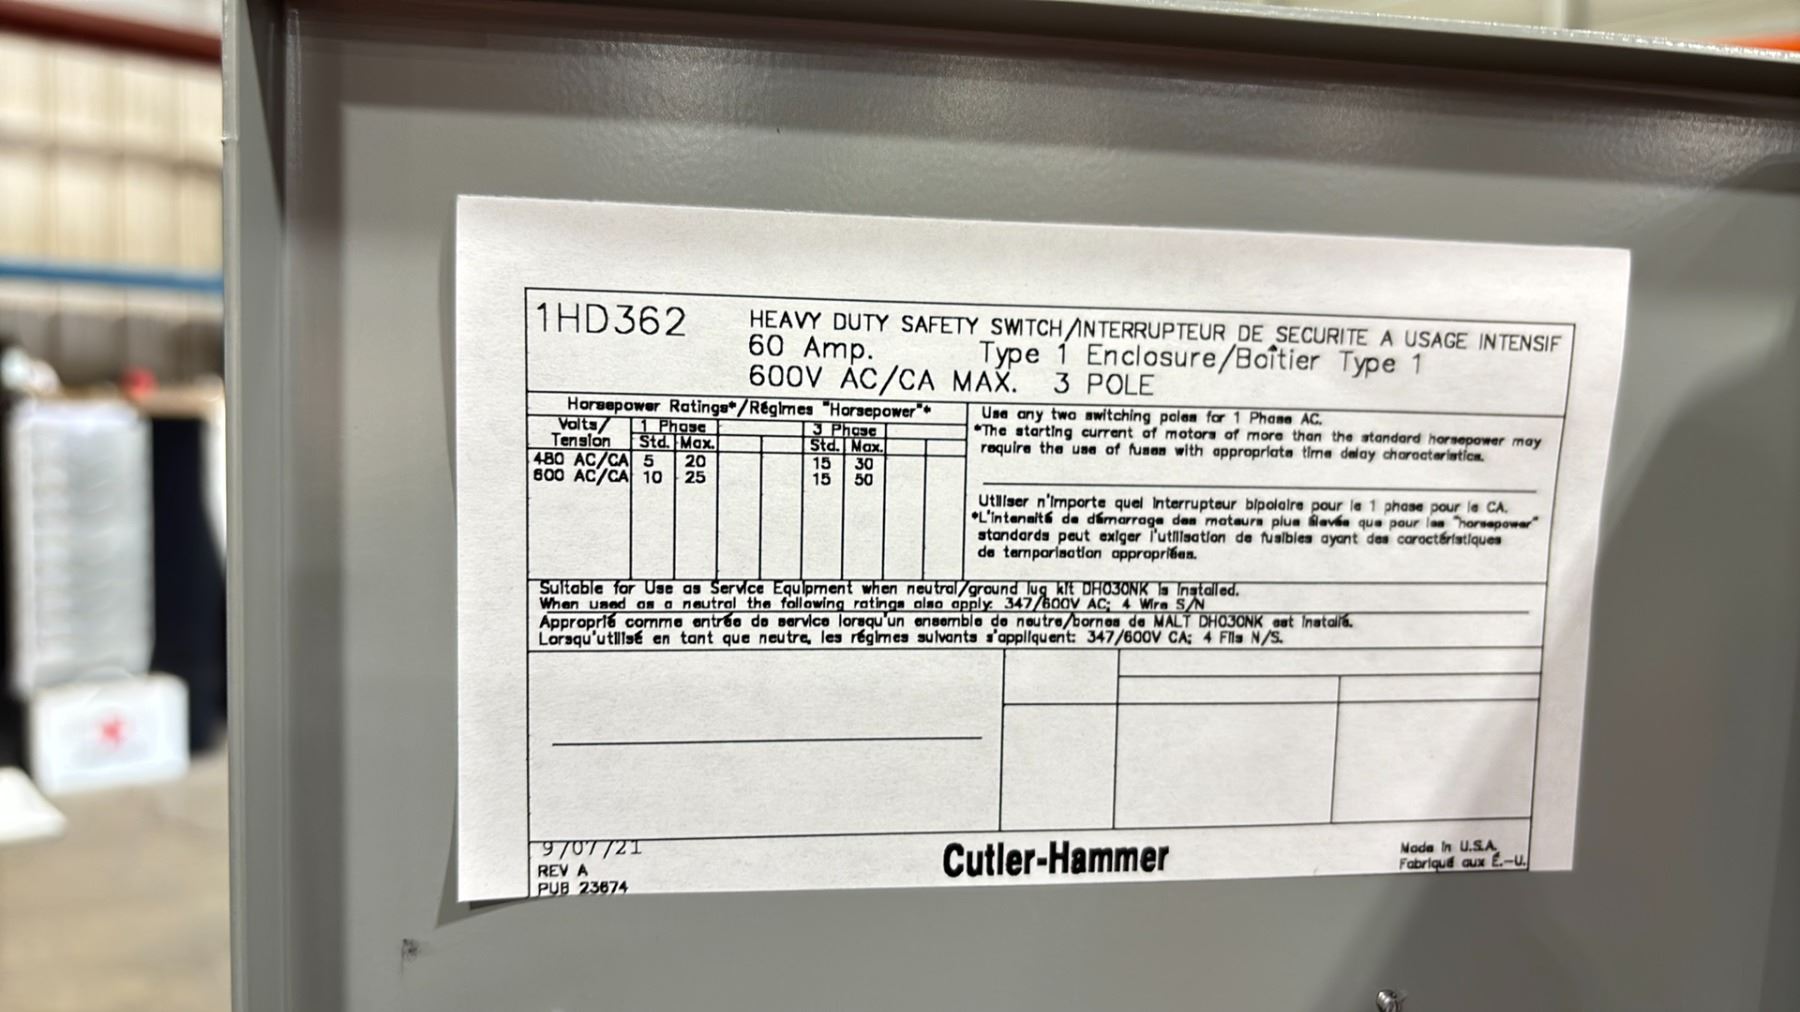 1HD362
HEAVY DUTY SAFETY SWITCH/INTERRUPTEUR DE SECURITE A USAGE INTENSIF
60 Amp. Type 1 Enclosure/Boîtier Type 1
600V AC/CA MAX. 3 POLE
Horsepower Ratings*/Régimes "Horsepower"*
Volts/ 1 Phase 3 Phase
Tension Std. Max. Std. Max.
480 AC/CA 5 20 15 30
600 AC/CA 10 25 15 50
Use any two switching poles for 1 Phase AC.
*The starting current of motors of more than the standard horsepower may
require the use of fuses with appropriate time delay characteristics.
Utiliser n'importe quel interrupteur bipolaire pour le 1 phase pour le CA.
*L'intensité de démarrage des moteurs plus élevés que pour les "horsepower"
standards peut exiger l'utilisation de fusibles ayant des caractéristiques
de temporisation appropriées.
Suitable for Use as Service Equipment when neutral/ground lug kit DH030NK is installed.
When used as a neutral the following ratings also apply: 347/600V AC; 4 Wire S/N
Approprié comme entrée de service lorsqu'un ensemble de neutre/bornes de MALT DH030NK est installé.
Lorsqu'utilisé en tant que neutre, les régimes suivants s'appliquent: 347/600V CA; 4 Fils N/S.
9/07/21
REV A
PUB 23674
Cutler-Hammer
Made in U.S.A.
Fabriqué aux É.-U.